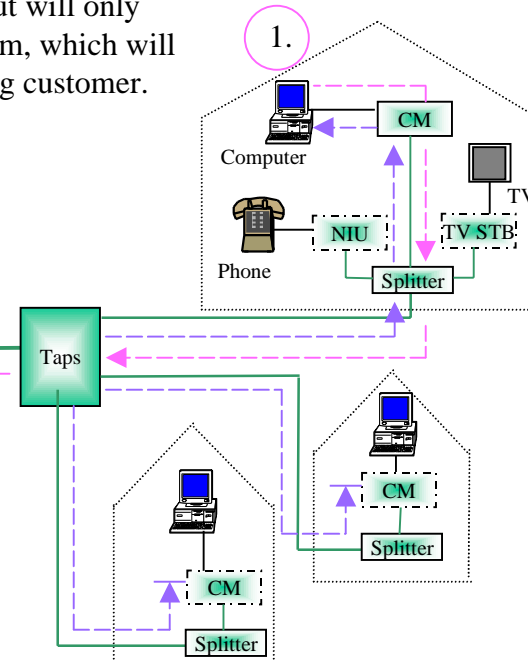 ut will only
m, which will
g customer.
1.
CM
Computer
TV
NIU
TV STB
Phone
Splitter
Taps
CM
Splitter
CM
Splitter